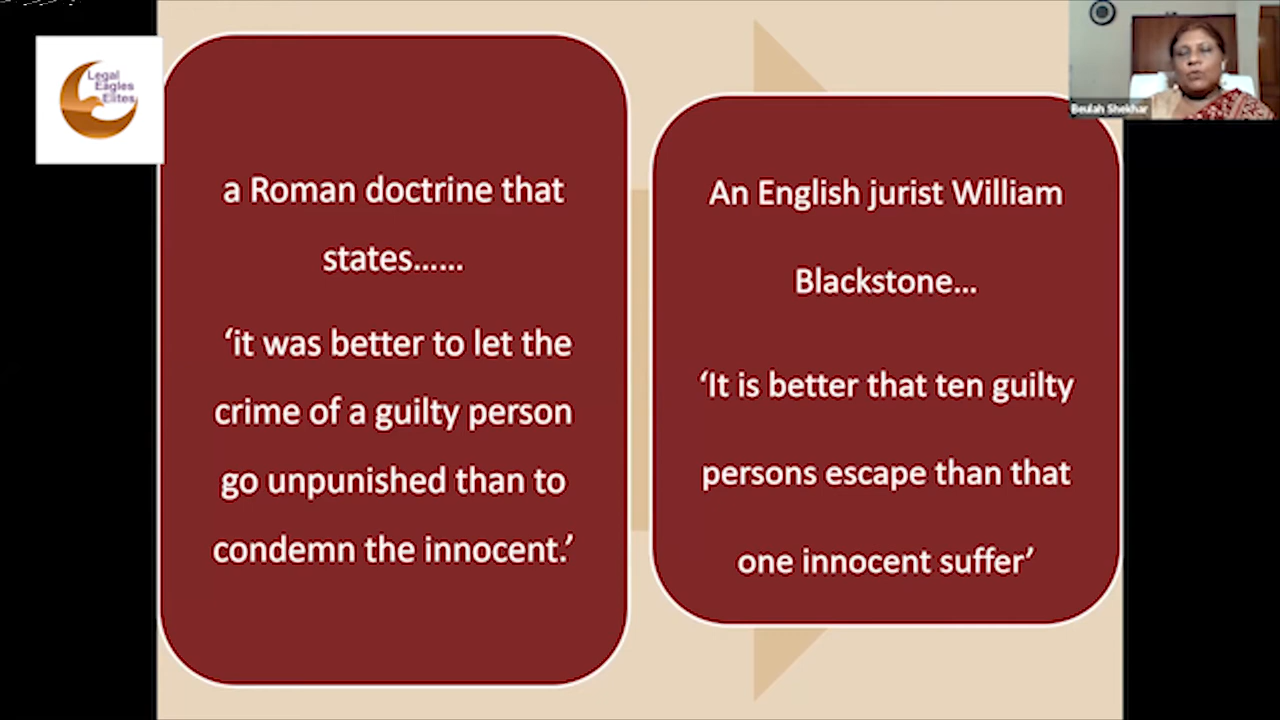 Legal
Eagles
Elites
a Roman doctrine that
states......
‘it was better to let the
crime of a guilty person
go unpunished than to
condemn the innocent.’
An English jurist William
Blackstone...
‘It is better that ten guilty
persons escape than that
one innocent suffer’
Beulah Shekhar